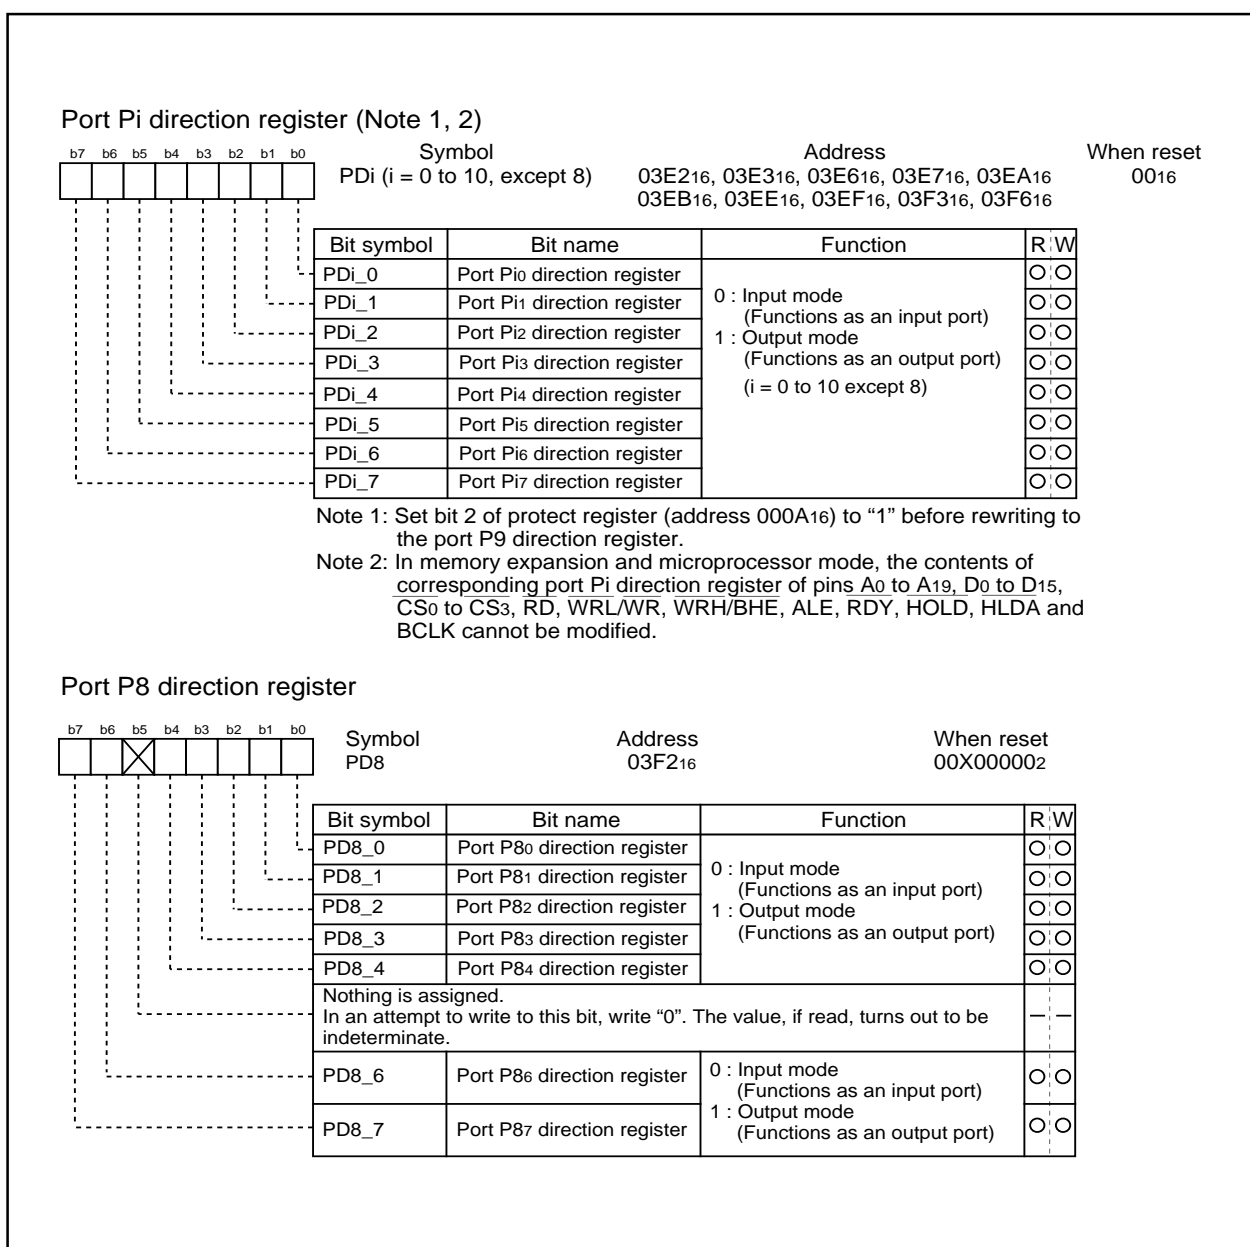 Port Pi direction register (Note 1, 2)
b7 b6 b5 b4 b3 b2 b1 b0
Symbol Address When reset
PDi (i = 0 to 10, except 8) 03E216, 03E316, 03E616, 03E716, 03EA16 0016
03EB16, 03EE16, 03EF16, 03F316, 03F616
Bit symbol Bit name Function R W
PDi_0 Port Pi0 direction register
PDi_1 Port Pi1 direction register
PDi_2 Port Pi2 direction register
PDi_3 Port Pi3 direction register
PDi_4 Port Pi4 direction register
PDi_5 Port Pi5 direction register
PDi_6 Port Pi6 direction register
PDi_7 Port Pi7 direction register
0 : Input mode
(Functions as an input port)
1 : Output mode
(Functions as an output port)
(i = 0 to 10 except 8)
Note 1: Set bit 2 of protect register (address 000A16) to “1” before rewriting to
the port P9 direction register.
Note 2: In memory expansion and microprocessor mode, the contents of
corresponding port Pi direction register of pins A0 to A19, D0 to D15,
CS0 to CS3, RD, WRL/WR, WRH/BHE, ALE, RDY, HOLD, HLDA and
BCLK cannot be modified.
Port P8 direction register
b7 b6 b5 b4 b3 b2 b1 b0
Symbol Address When reset
PD8 03F216 00X000002
Bit symbol Bit name Function R W
PD8_0 Port P80 direction register
PD8_1 Port P81 direction register
PD8_2 Port P82 direction register
PD8_3 Port P83 direction register
PD8_4 Port P84 direction register
0 : Input mode
(Functions as an input port)
1 : Output mode
(Functions as an output port)
Nothing is assigned.
In an attempt to write to this bit, write “0”. The value, if read, turns out to be
indeterminate.
PD8_6 Port P86 direction register
PD8_7 Port P87 direction register
0 : Input mode
(Functions as an input port)
1 : Output mode
(Functions as an output port)